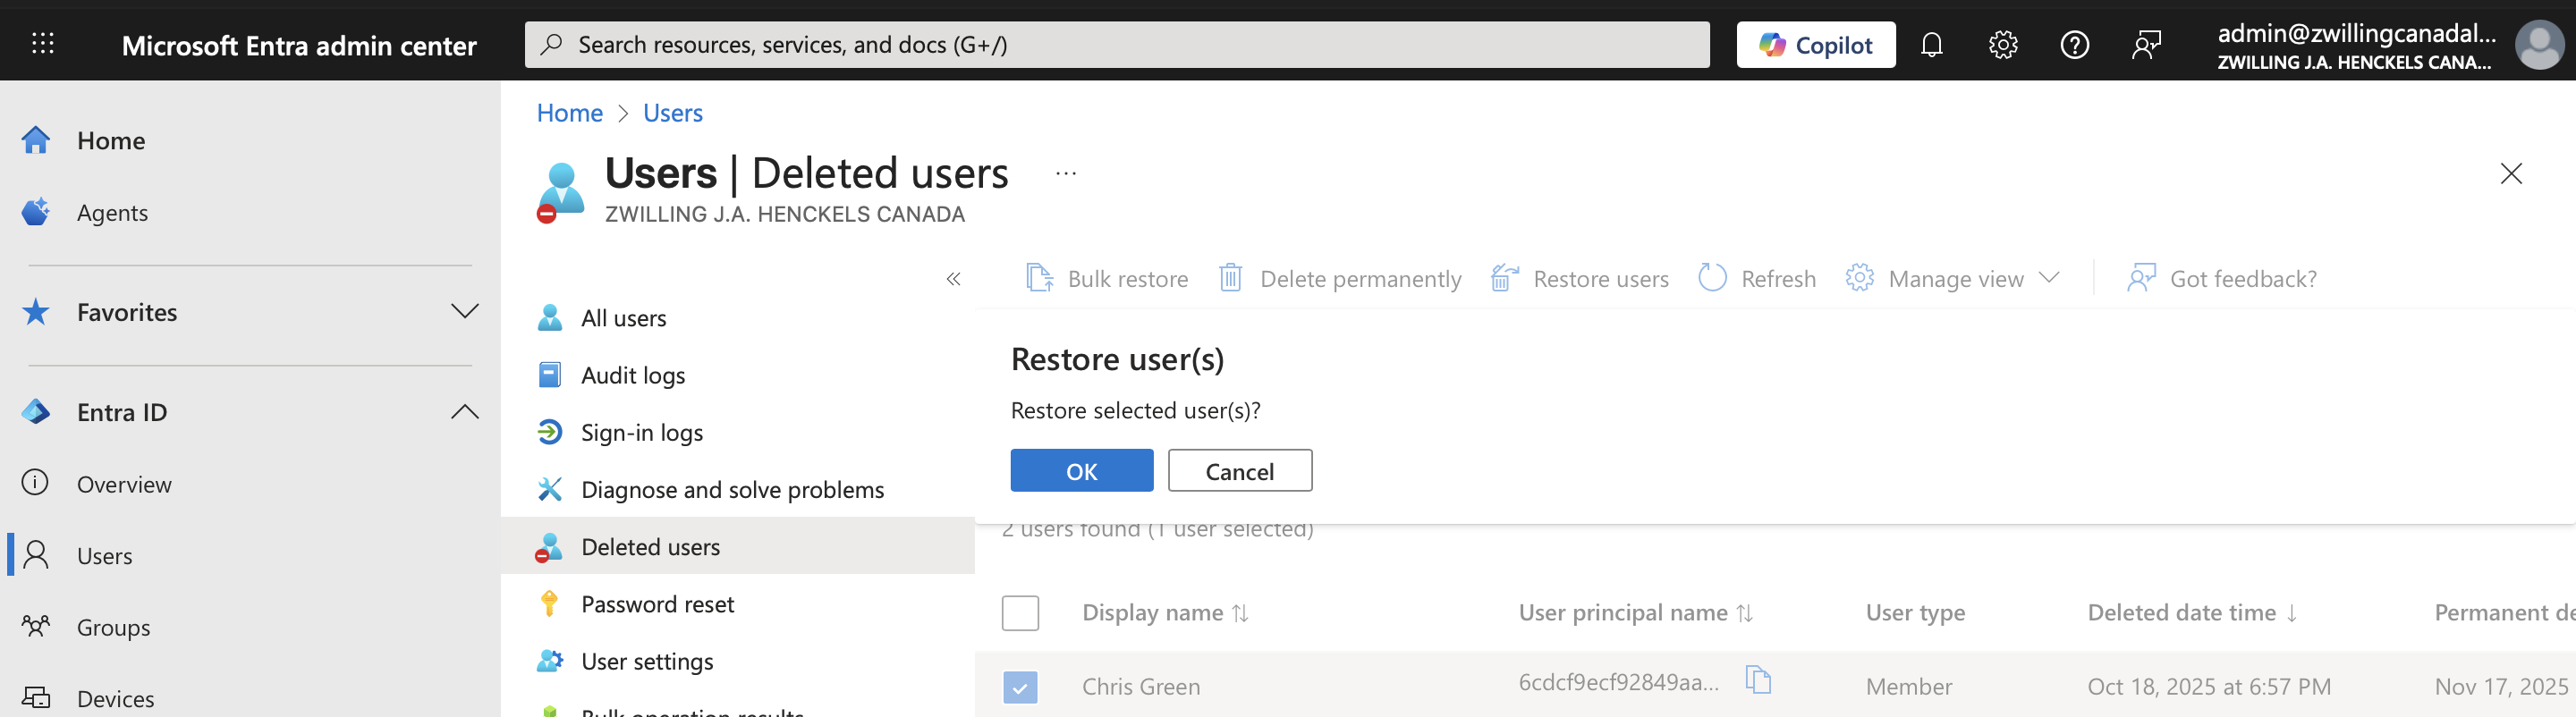 Microsoft Entra admin center
Search resources, services, and docs (G+/)
Copilot
admin@zwillingcanadal...
ZWILLING J.A. HENCKELS CANA...
Home
Agents
Favorites
Entra ID
Overview
Users
Groups
Devices
Home > Users
Users | Deleted users ...
ZWILLING J.A. HENCKELS CANADA
All users
Audit logs
Sign-in logs
Diagnose and solve problems
Deleted users
Password reset
User settings
Bulk operation results
Bulk restore Delete permanently Restore users Refresh Manage view Got feedback?
Restore user(s)
Restore selected user(s)?
OK Cancel
2 users found (1 user selected)
Display name User principal name User type Deleted date time Permanent de
Chris Green 6cdcf9ecf92849aa... Member Oct 18, 2025 at 6:57 PM Nov 17, 2025